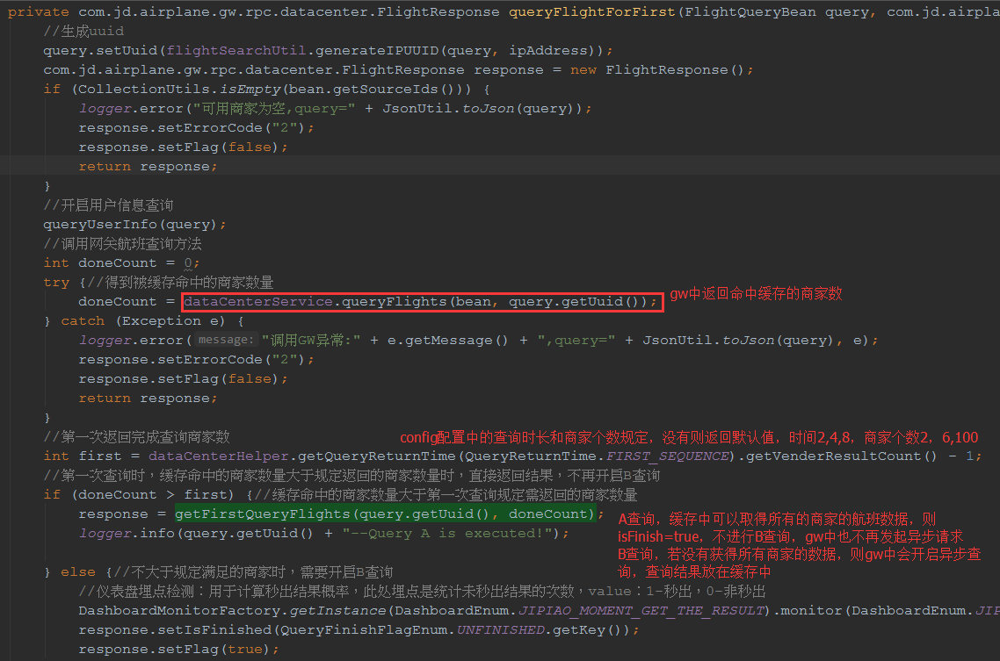 private com.jd.airplane.gw.rpc.datacenter.FlightResponse queryFlightForFirst(FlightQueryBean query, com.jd.airpla
//生成uuid
query.setUuid(flightSearchUtil.generateIPUUID(query, ipAddress));
com.jd.airplane.gw.rpc.datacenter.FlightResponse response = new FlightResponse();
if (CollectionUtils.isEmpty(bean.getSourceIds())) {
logger.error("可用商家为空,query=" + JsonUtil.toJson(query));
response.setErrorCode("2");
response.setFlag(false);
return response;
}
//开启用户信息查询
queryUserInfo(query);
//调用网关航班查询方法
int doneCount = 0;
try {//得到被缓存命中的商家数量
doneCount = dataCenterService.queryFlights(bean, query.getUuid()); gw中返回命中缓存的商家数
} catch (Exception e) {
logger.error( message: "调用GW异常:" + e.getMessage() + ",query=" + JsonUtil.toJson(query), e);
response.setErrorCode("2");
response.setFlag(false);
return response;
}
//第一次返回完成查询商家数 config配置中的查询时长和商家个数规定，没有则返回默认值，时间2,4,8，商家个数2，6,100
int first = dataCenterHelper.getQueryReturnTime(QueryReturnTime.FIRST_SEQUENCE).getVenderResultCount() - 1;
//第一次查询时，缓存命中的商家数量大于规定返回的商家数量时，直接返回结果，不再开启B查询
if (doneCount > first) {//缓存命中的商家数量大于第一次查询规定需返回的商家数量
response = getFirstQueryFlights(query.getUuid(), doneCount);
logger.info(query.getUuid() + "--Query A is executed!");
A查询，缓存中可以取得所有的商家的航班数据，则
isFinish=true，不进行B查询，gw中也不再发起异步请求
B查询，若没有获得所有商家的数据，则gw中会开启异步查
询，查询结果放在缓存中
} else {//不大于规定满足的商家时，需要开启B查询
//仪表盘埋点检测：用于计算秒出结果概率，此处埋点是统计未秒出结果的次数，value：1-秒出，0-非秒出
DashboardMonitorFactory.getInstance(DashboardEnum.JIPIAO_MOMENT_GET_THE_RESULT).monitor(DashboardEnum.JIP
response.setIsFinished(QueryFinishFlagEnum.UNFINISHED.getKey());
response.setFlag(true);